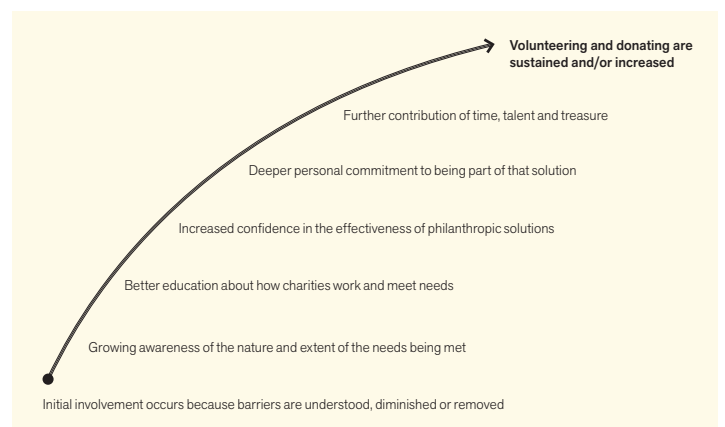 Volunteering and donating are
sustained and/or increased
Further contribution of time, talent and treasure
Deeper personal commitment to being part of that solution
Increased confidence in the effectiveness of philanthropic solutions
Better education about how charities work and meet needs
Growing awareness of the nature and extent of the needs being met
Initial involvement occurs because barriers are understood, diminished or removed